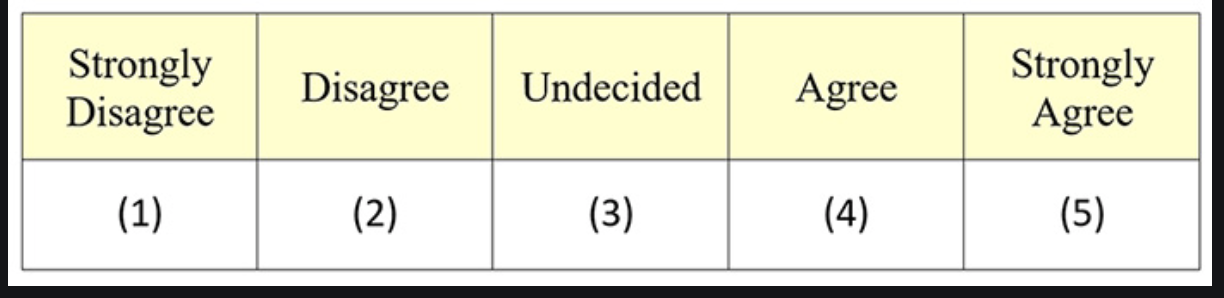 Strongly
Disagree
Disagree
Undecided
Agree
Strongly
Agree
(1)
(2)
(3)
(4)
(5)